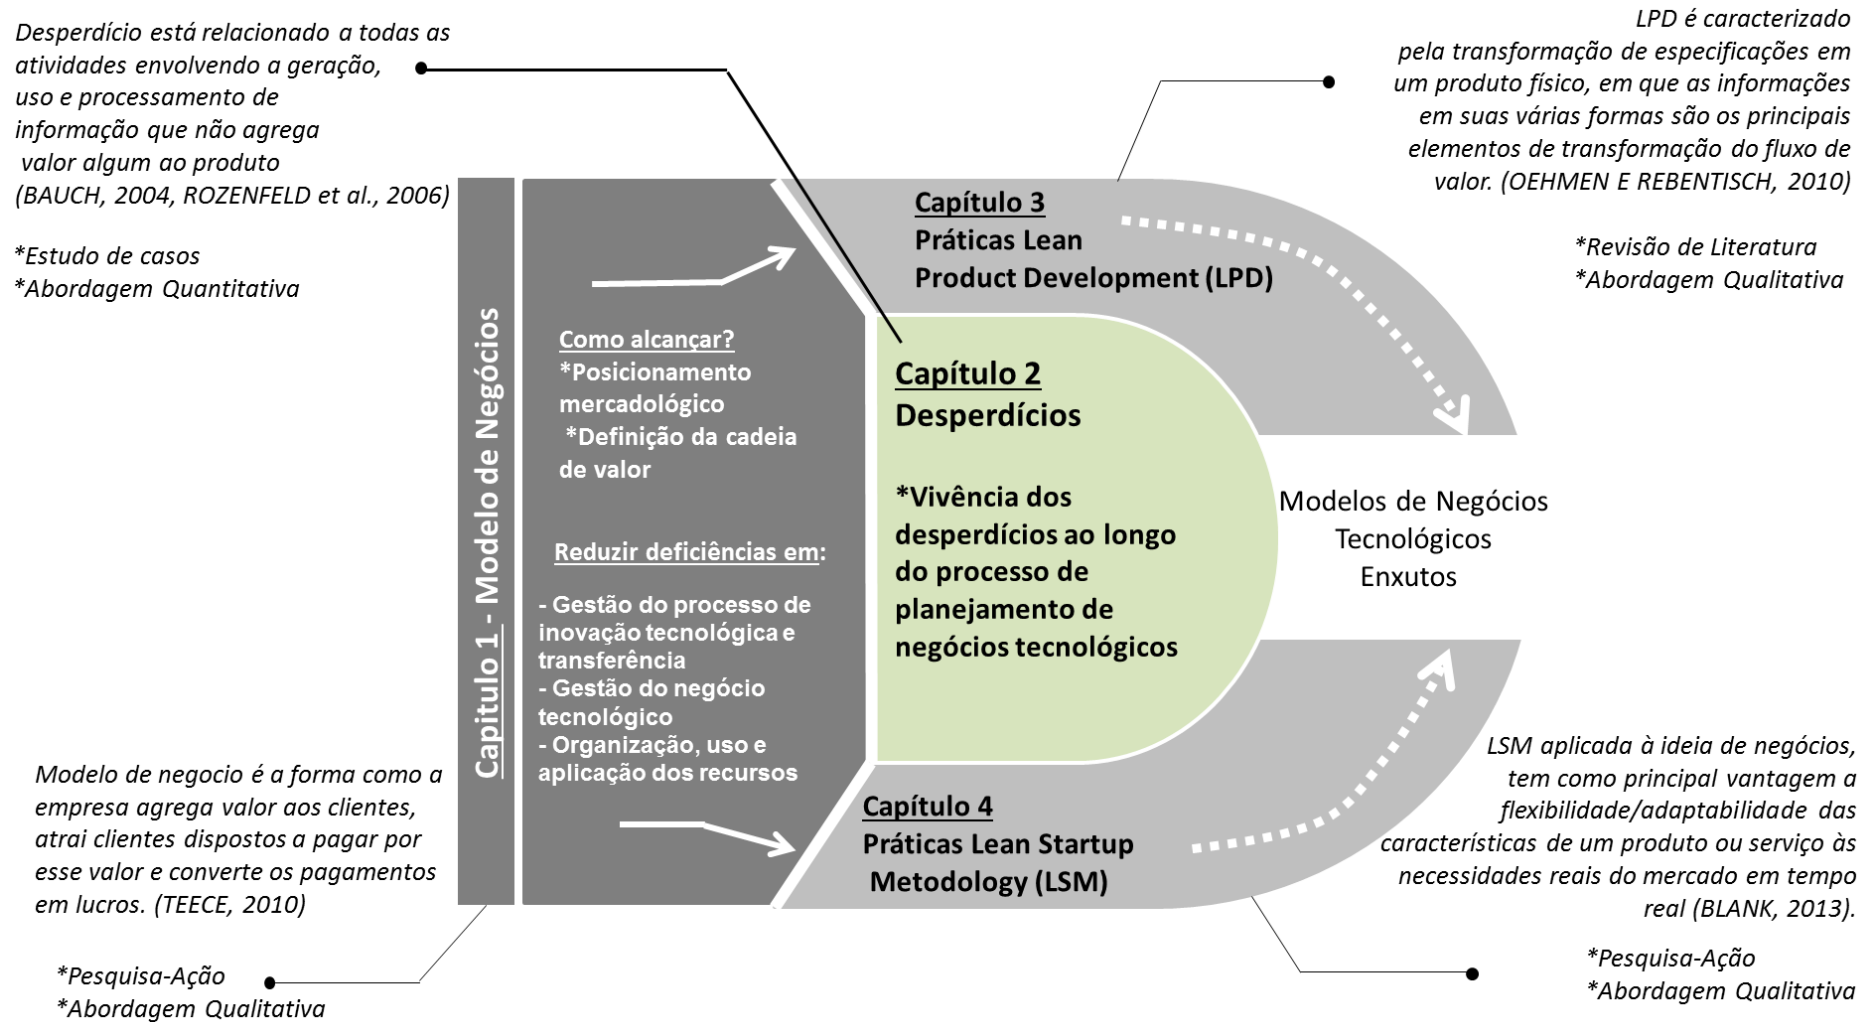 Desperdício está relacionado a todas as
atividades envolvendo a geração,
uso e processamento de
informação que não agrega
valor algum ao produto
(BAUCH, 2004, ROZENFELD et al., 2006)
*Estudo de casos
*Abordagem Quantitativa
LPD é caracterizado
pela transformação de especificações em
um produto físico, em que as informações
em suas várias formas são os principais
elementos de transformação do fluxo de
valor. (OEHMEN E REBENTISCH, 2010)
*Revisão de Literatura
*Abordagem Qualitativa
Capitulo 1 - Modelo de Negócios
Como alcançar?
*Posicionamento
mercadológico
*Definição da cadeia
de valor
Reduzir deficiências em:
- Gestão do processo de
inovação tecnológica e
transferência
- Gestão do negócio
tecnológico
- Organização, uso e
aplicação dos recursos
Capítulo 3
Práticas Lean
Product Development (LPD)
Capítulo 2
Desperdícios
*Vivência dos
desperdícios ao longo
do processo de
planejamento de
negócios tecnológicos
Modelos de Negócios
Tecnológicos
Enxutos
Capítulo 4
Práticas Lean Startup
Metodology (LSM)
Modelo de negocio é a forma como a
empresa agrega valor aos clientes,
atrai clientes dispostos a pagar por
esse valor e converte os pagamentos
em lucros. (TEECE, 2010)
*Pesquisa-Ação
*Abordagem Qualitativa
LSM aplicada à ideia de negócios,
tem como principal vantagem a
flexibilidade/adaptabilidade das
características de um produto ou serviço às
necessidades reais do mercado em tempo
real (BLANK, 2013).
*Pesquisa-Ação
*Abordagem Qualitativa